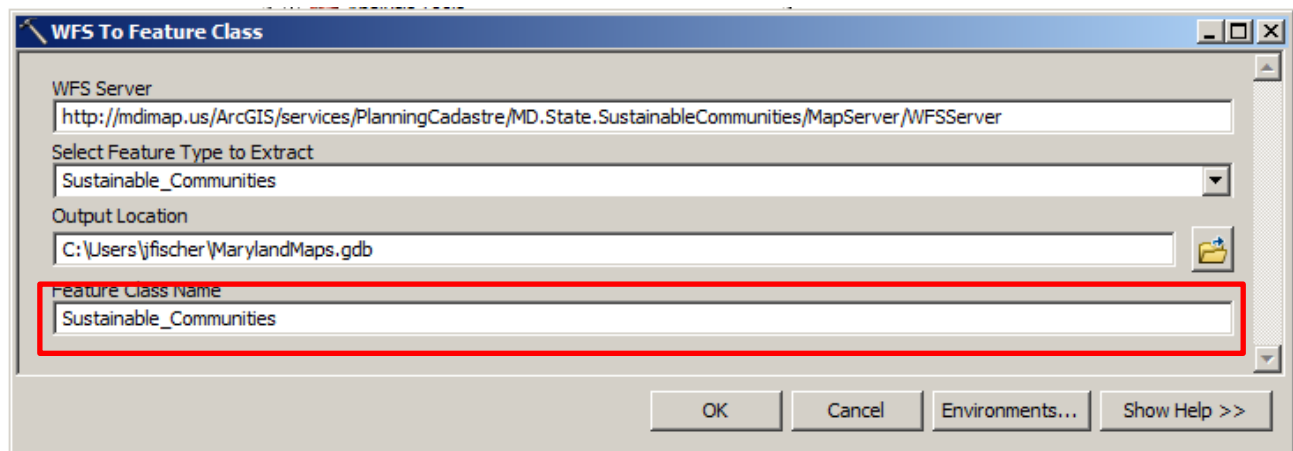 WFS To Feature Class
WFS Server
http://mdimap.us/ArcGIS/services/PlanningCadastre/MD.State.SustainableCommunities/MapServer/WFSServer
Select Feature Type to Extract
Sustainable_Communities
Output Location
C:\Users\jfischer\MarylandMaps.gdb
Feature Class Name
Sustainable_Communities
OK Cancel Environments... Show Help >>